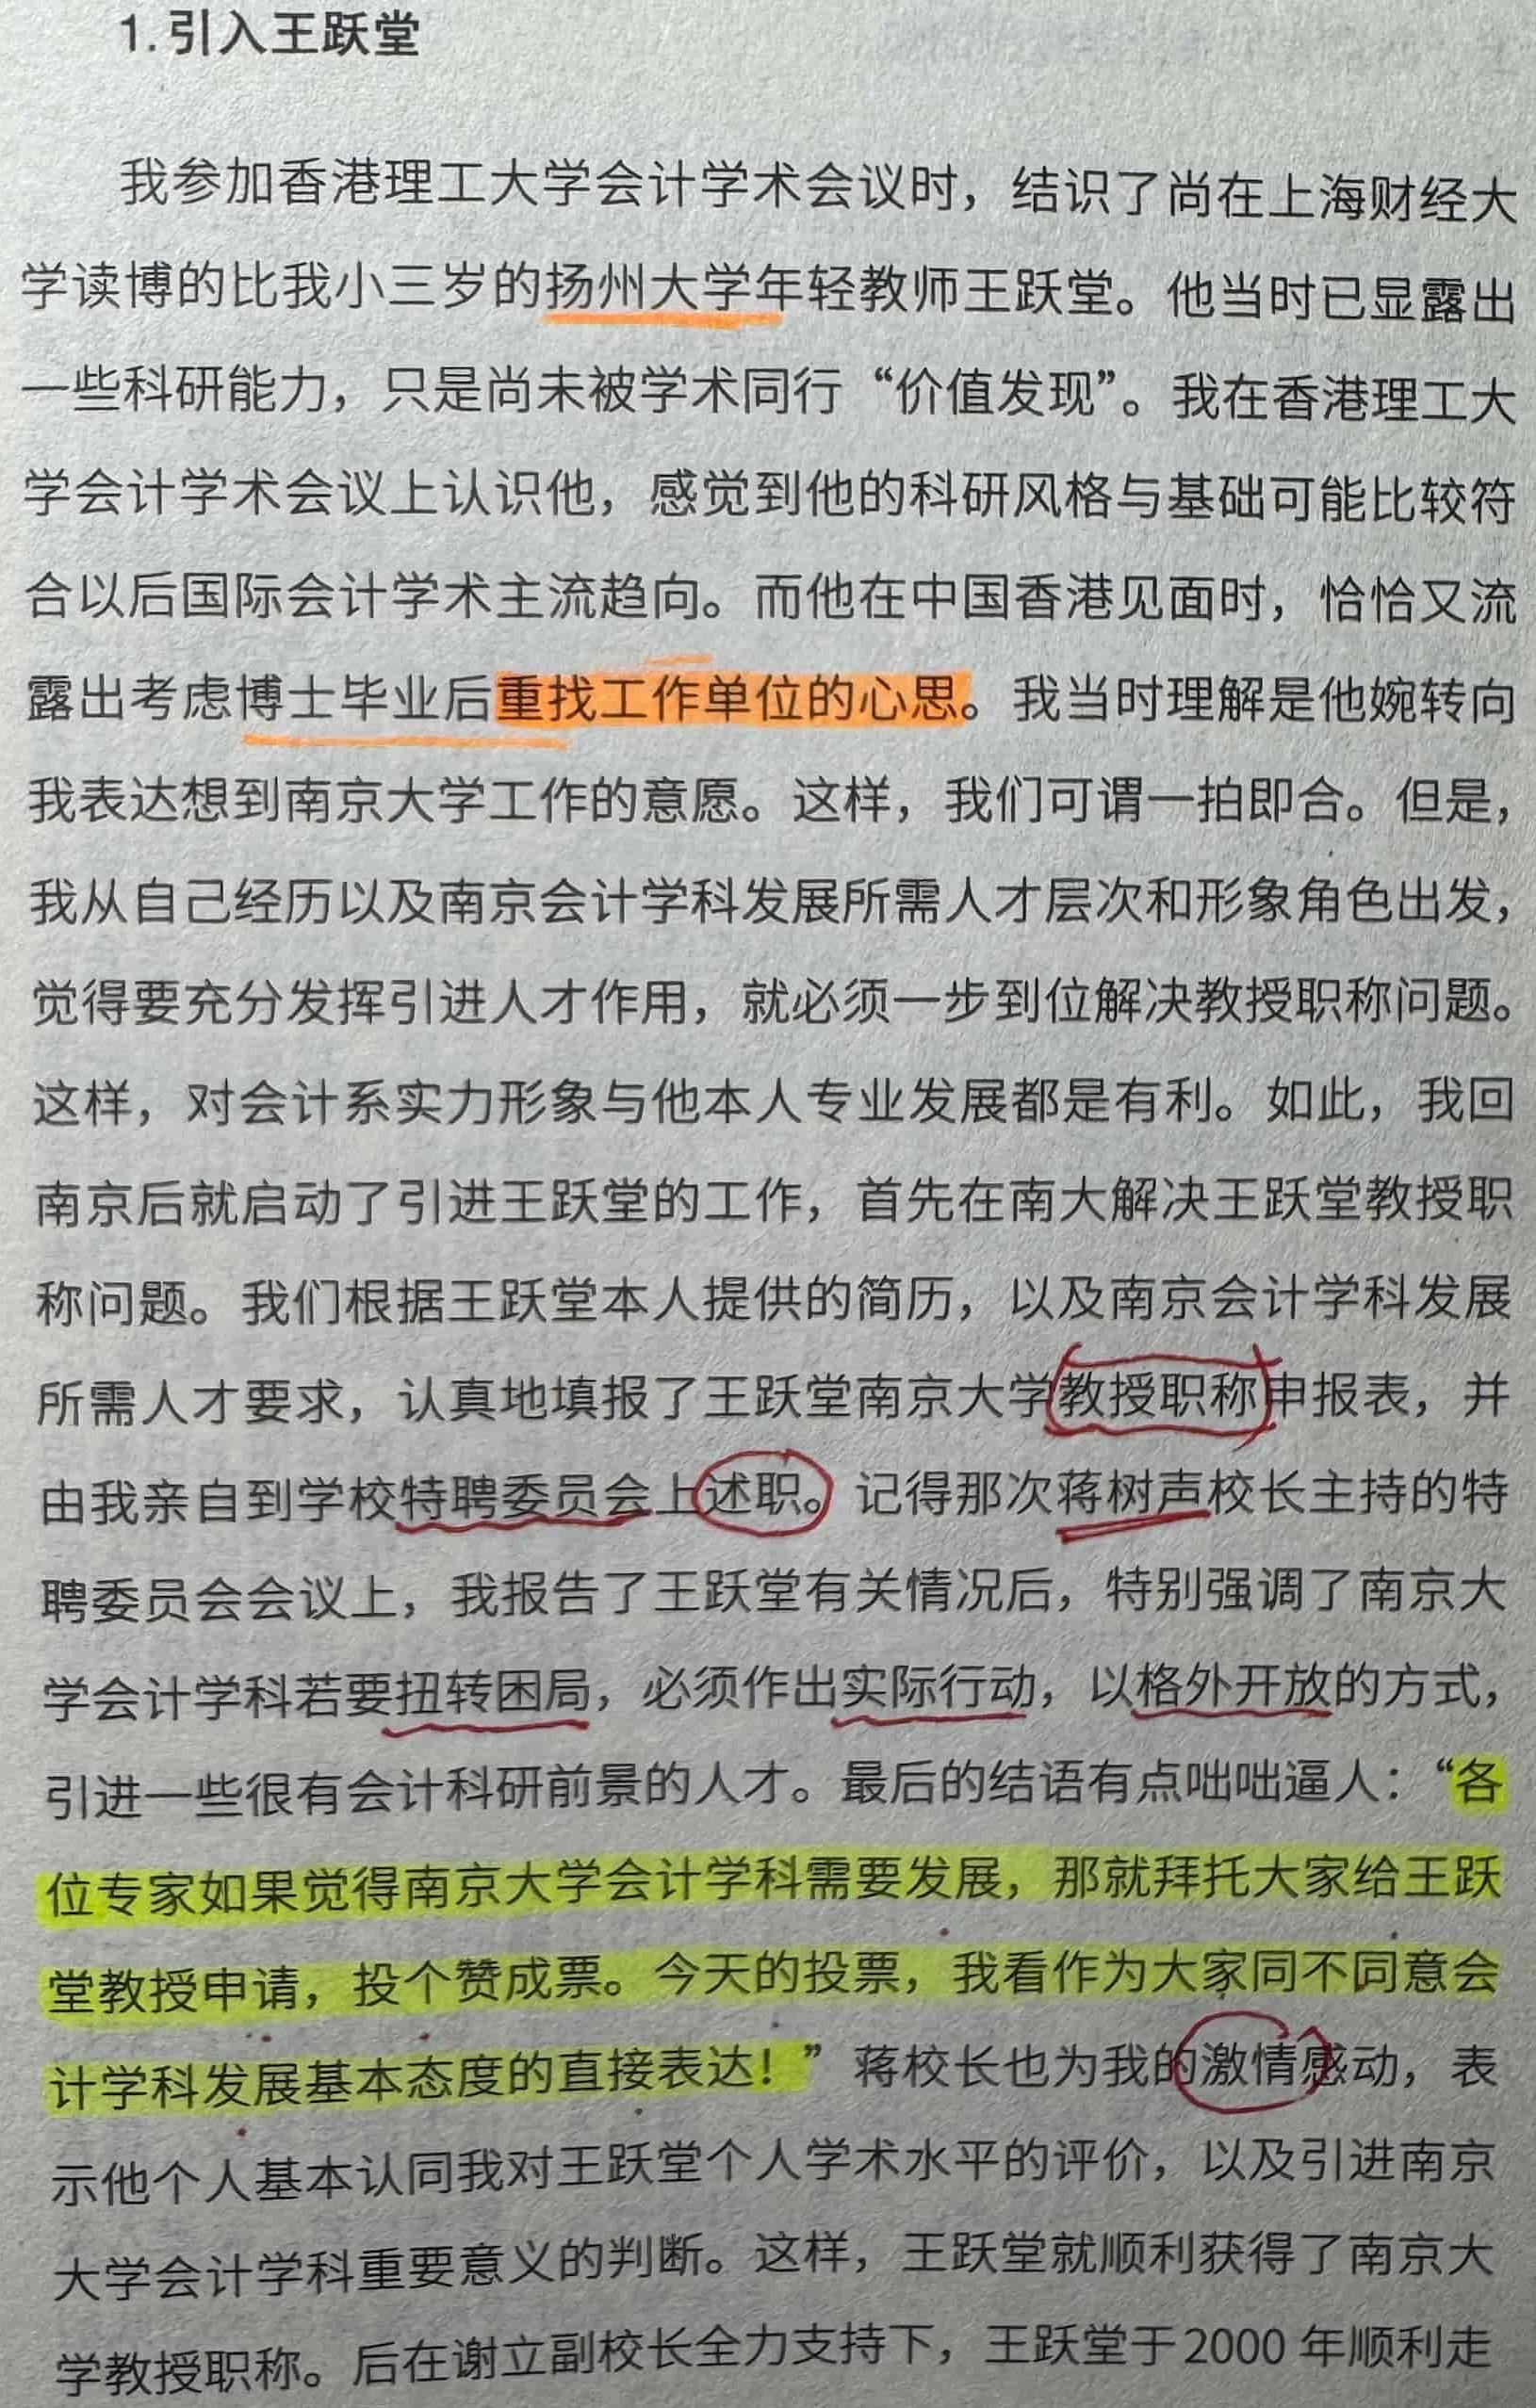 1.引入王跃堂
我参加香港理工大学会计学术会议时，结识了尚在上海财经大
学读博的比我小三岁的扬州大学年轻教师王跃堂。他当时已显露出
一些科研能力，只是尚未被学术同行“价值发现”。我在香港理工大
学会计学术会议上认识他，感觉到他的科研风格与基础可能比较符
合以后国际会计学术主流趋向。而他在中国香港见面时，恰恰又流
露出考虑博士毕业后重找工作单位的心思。我当时理解是他婉转向
我表达想到南京大学工作的意愿。这样，我们可谓一拍即合。但是，
我从自己经历以及南京会计学科发展所需人才层次和形象角色出发，
觉得要充分发挥引进人才作用，就必须一步到位解决教授职称问题。
这样，对会计系实力形象与他本人专业发展都是有利。如此，我回
南京后就启动了引进王跃堂的工作，首先在南大解决王跃堂教授职
称问题。我们根据王跃堂本人提供的简历，以及南京会计学科发展
所需人才要求，认真地填报了王跃堂南京大学教授职称申报表，并
由我亲自到学校特聘委员会上述职。记得那次蒋树声校长主持的特
聘委员会会议上，我报告了王跃堂有关情况后，特别强调了南京大
学会计学科若要扭转困局，必须作出实际行动，以格外开放的方式，
引进一些很有会计科研前景的人才。最后的结语有点咄咄逼人：“各
位专家如果觉得南京大学会计学科需要发展，那就拜托大家给王跃
堂教授申请，投个赞成票。今天的投票，我看作为大家同不同意会
计学科发展基本态度的直接表达！”蒋校长也为我的激情感动，表
示他个人基本认同我对王跃堂个人学术水平的评价，以及引进南京
大学会计学科重要意义的判断。这样，王跃堂就顺利获得了南京大
学教授职称。后在谢立副校长全力支持下，王跃堂于2000年顺利走